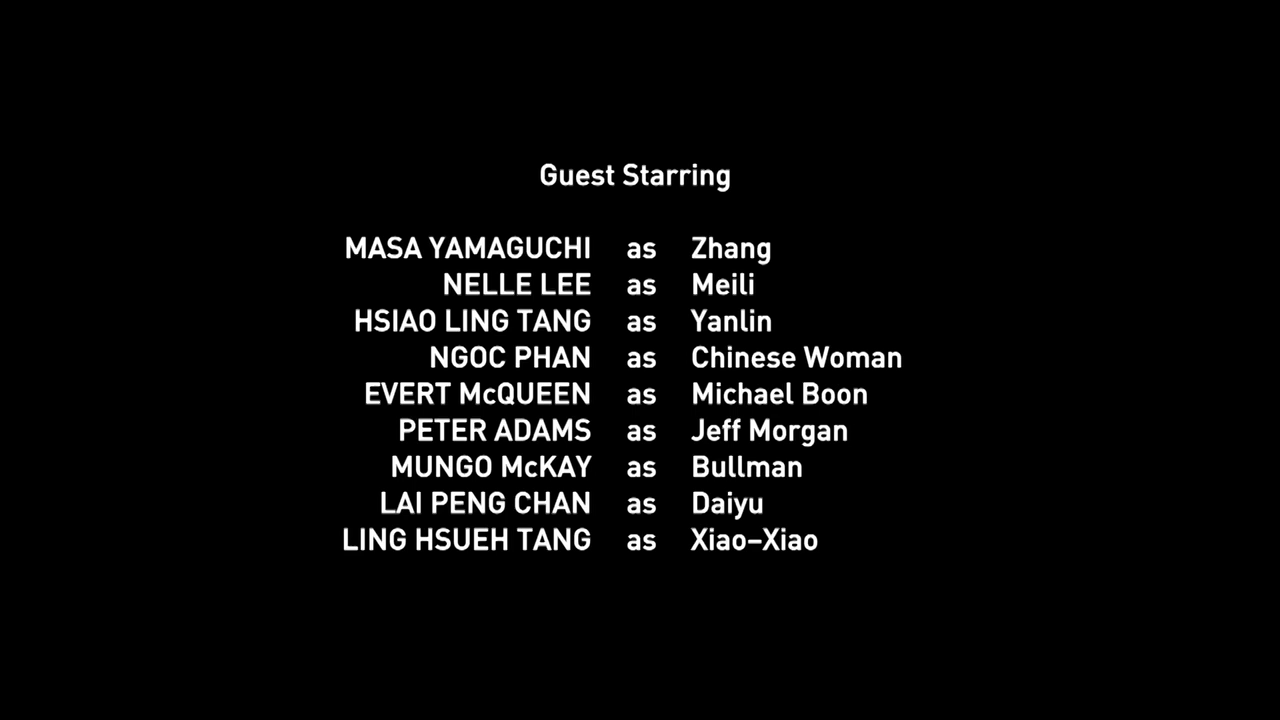 Guest Starring
MASA YAMAGUCHI as Zhang
NELLE LEE as Meili
HSIAO LING TANG as Yanlin
NGOC PHAN as Chinese Woman
EVERT McQUEEN as Michael Boon
PETER ADAMS as Jeff Morgan
MUNGO McKAY as Bullman
LAI PENG CHAN as Daiyu
LING HSUEH TANG as Xiao–Xiao